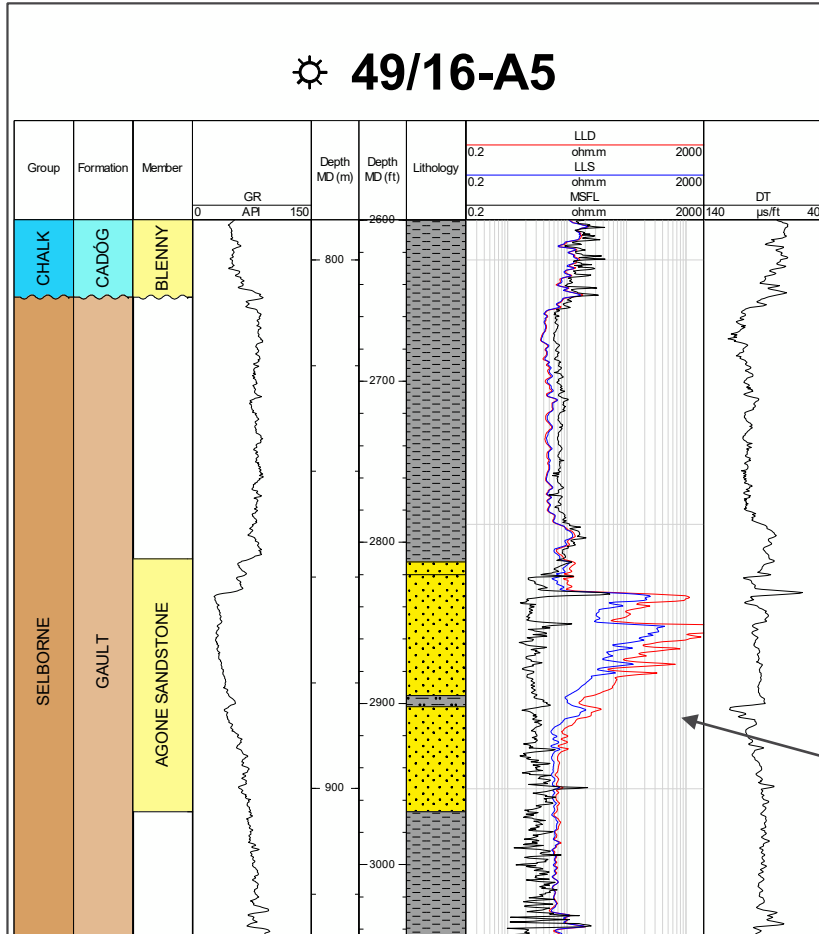 49/16-A5
Group
Formation
Member
GR
0 API 150
Depth
MD (m)
Depth
MD (ft)
Lithology
LLD
0.2 ohm.m 2000
LLS
0.2 ohm.m 2000
MSFL
0.2 ohm.m 2000
DT
140 µs/ft 40
CHALK
CADÓG
BLENNY
SELBORNE
GAULT
AGONE SANDSTONE
800
900
2600
2700
2800
2900
3000